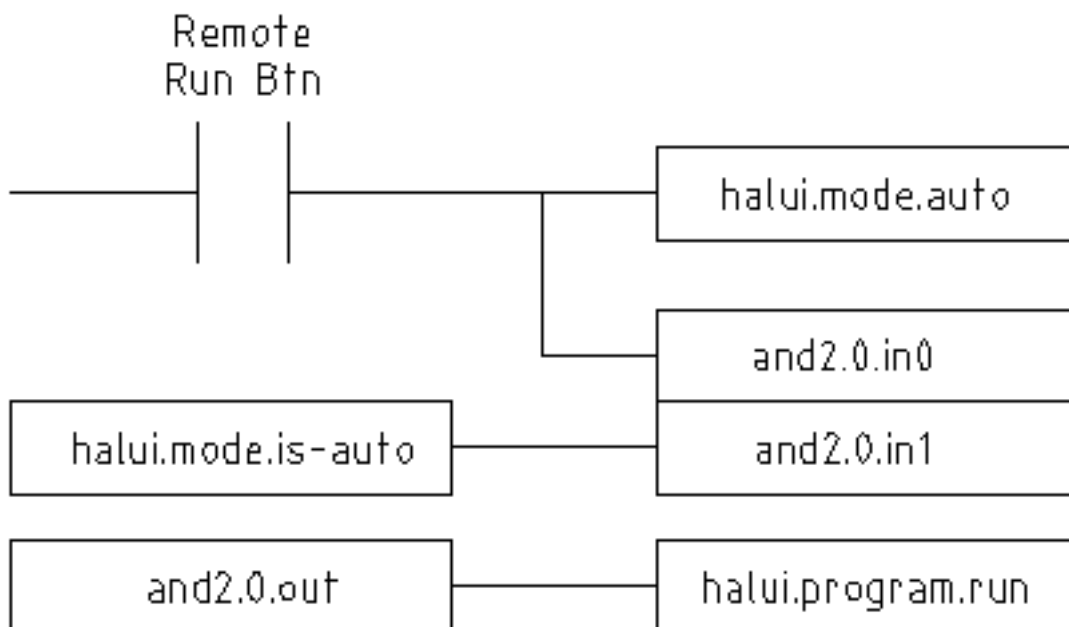 Remote
Run Btn
halui.mode.auto
and2.0.in0
halui.mode.is-auto
and2.0.in1
and2.0.out
halui.program.run